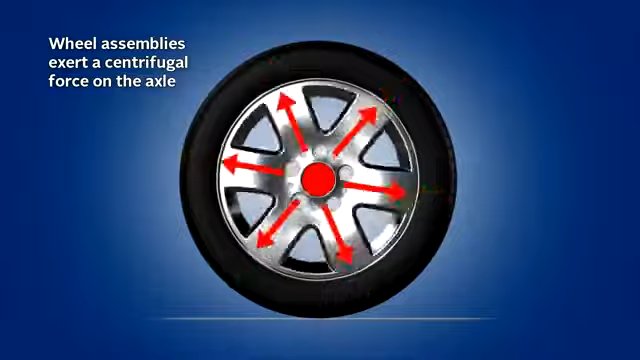 Wheel assemblies
exert a centrifugal
force on the axle